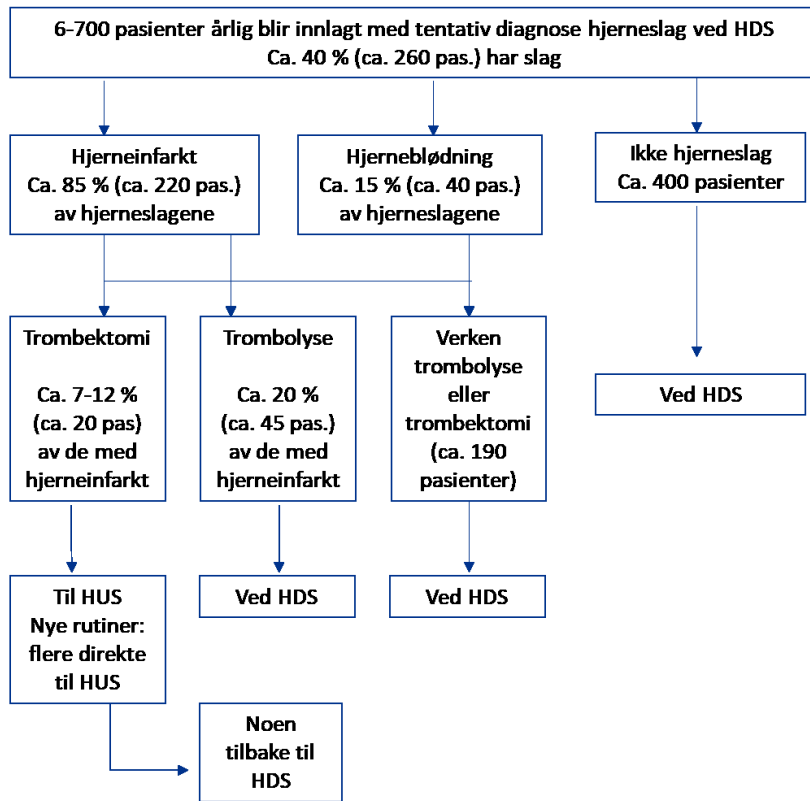 6-700 pasienter årlig blir innlagt med tentativ diagnose hjerneslag ved HDS
Ca. 40 % (ca. 260 pas.) har slag
Hjerneinfarkt
Ca. 85 % (ca. 220 pas.)
av hjerneslagene
Hjerneblødning
Ca. 15 % (ca. 40 pas.)
av hjerneslagene
Ikke hjerneslag
Ca. 400 pasienter
Trombektomi
Ca. 7-12 %
(ca. 20 pas)
av de med
hjerneinfarkt
Trombolyse
Ca. 20 %
(ca. 45 pas.)
av de med
hjerneinfarkt
Verken
trombolyse
eller
trombektomi
(ca. 190
pasienter)
Ved HDS
Til HUS
Nye rutiner:
flere direkte
til HUS
Ved HDS
Ved HDS
Noen
tilbake til
HDS